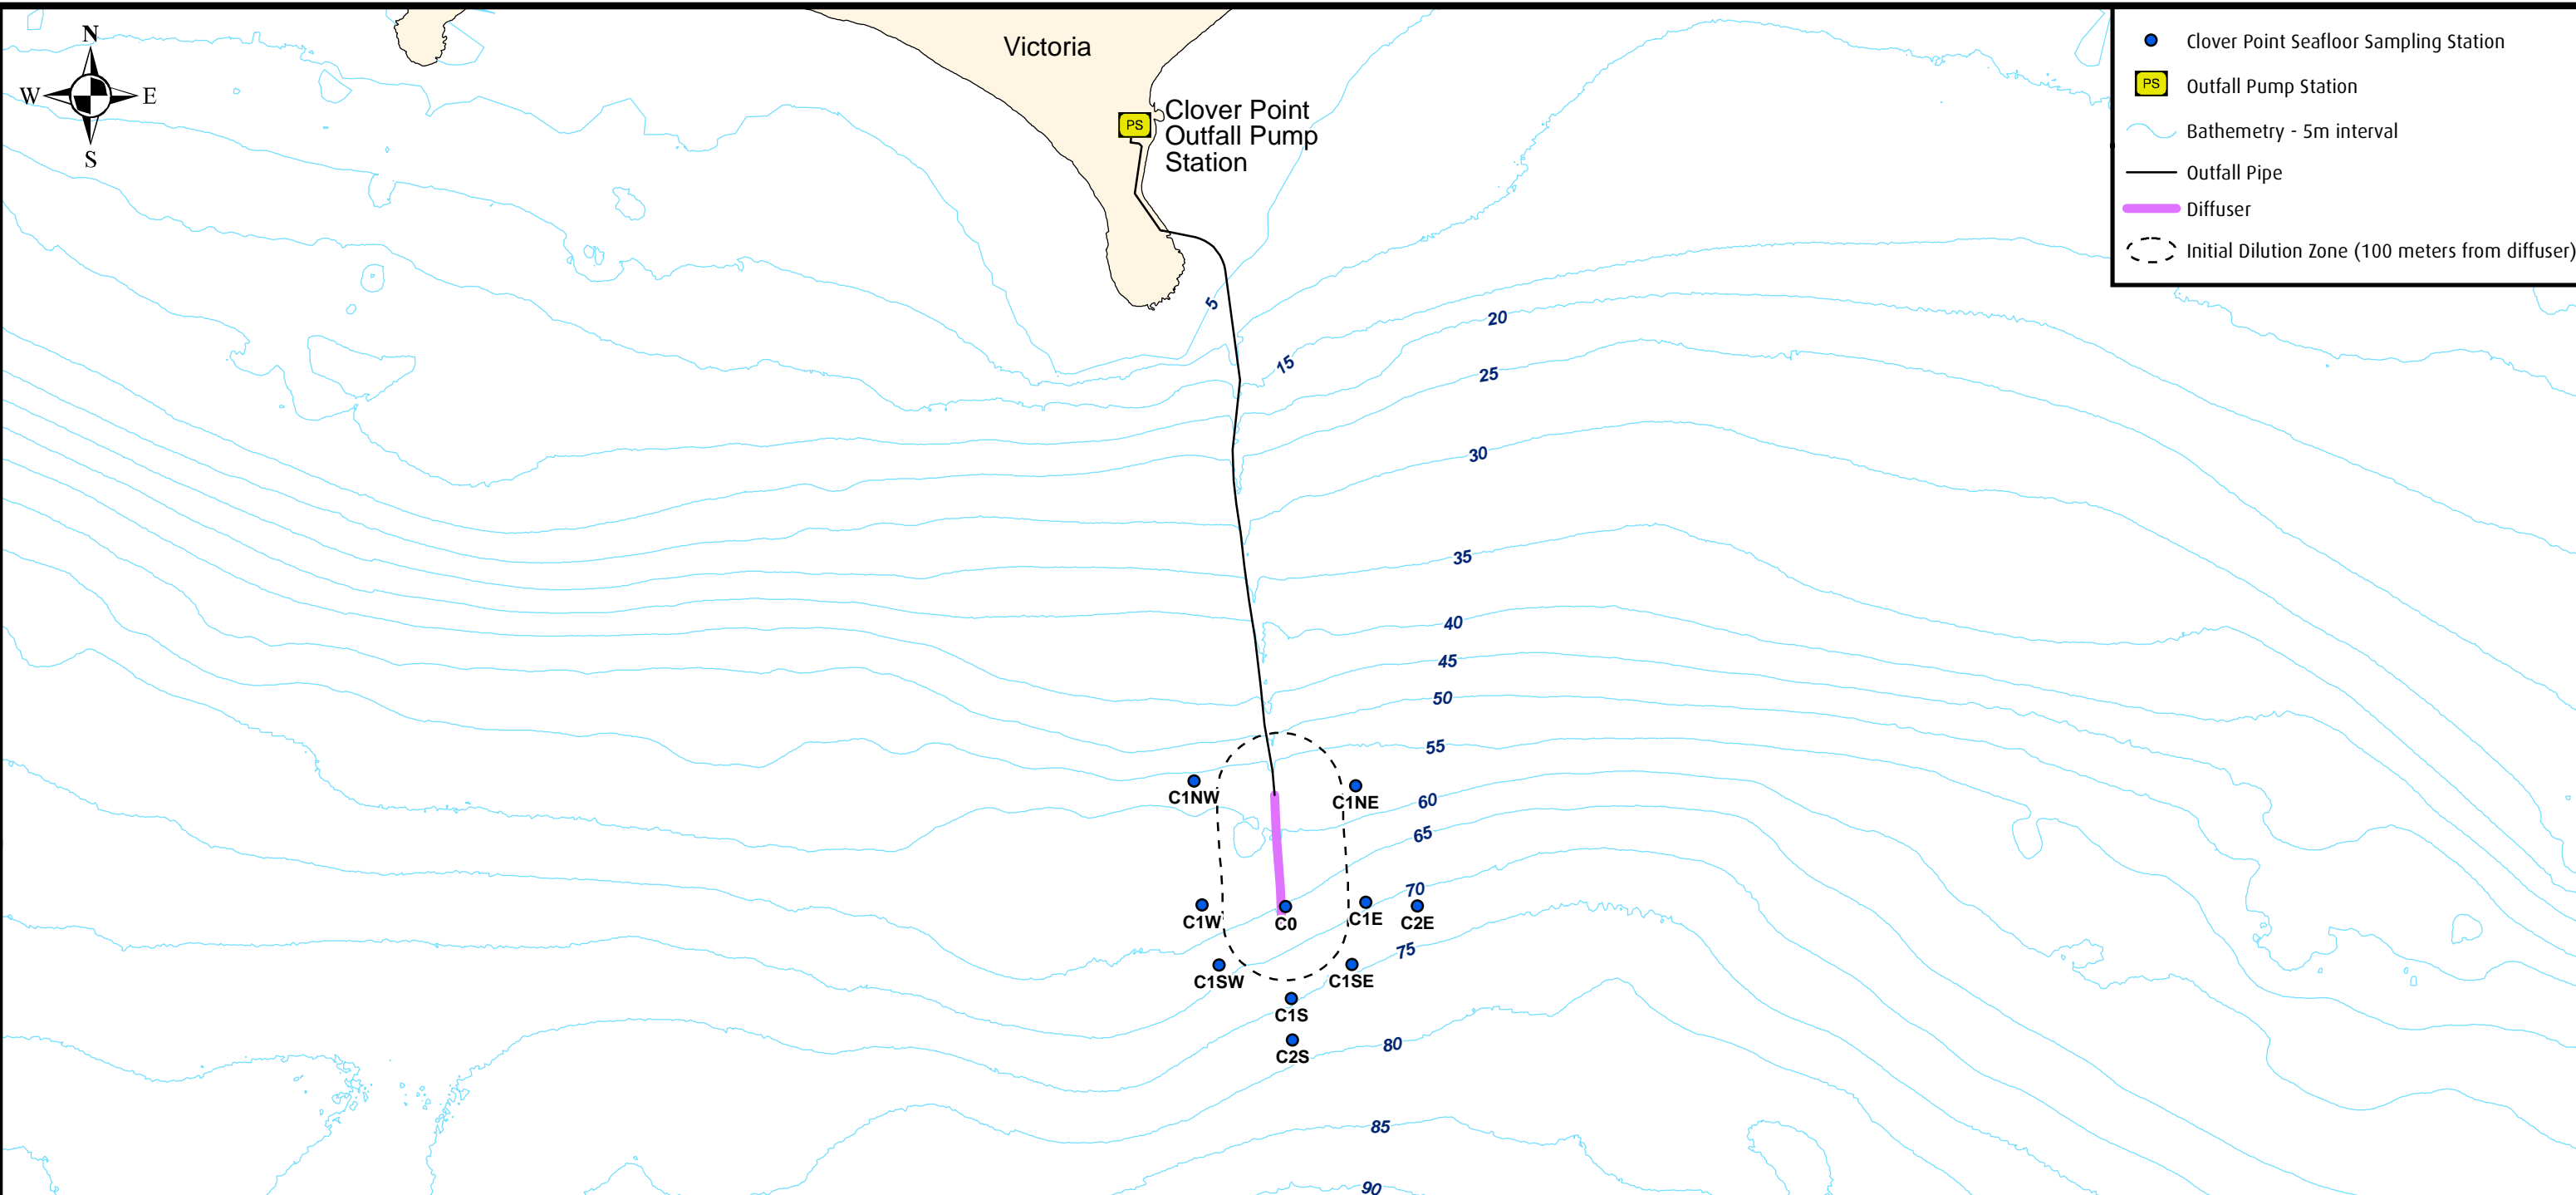 N
W
E
S
Victoria
PS
Clover Point
Outfall Pump
Station
Clover Point Seafloor Sampling Station
PS
Outfall Pump Station
Bathemetry - 5m interval
Outfall Pipe
Diffuser
Initial Dilution Zone (100 meters from diffuser)
5
15
20
25
30
35
40
45
50
55
60
65
70
75
80
85
90
C1NW
C1NE
C1W
C0
C1E
C2E
C1SW
C1SE
C1S
C2S